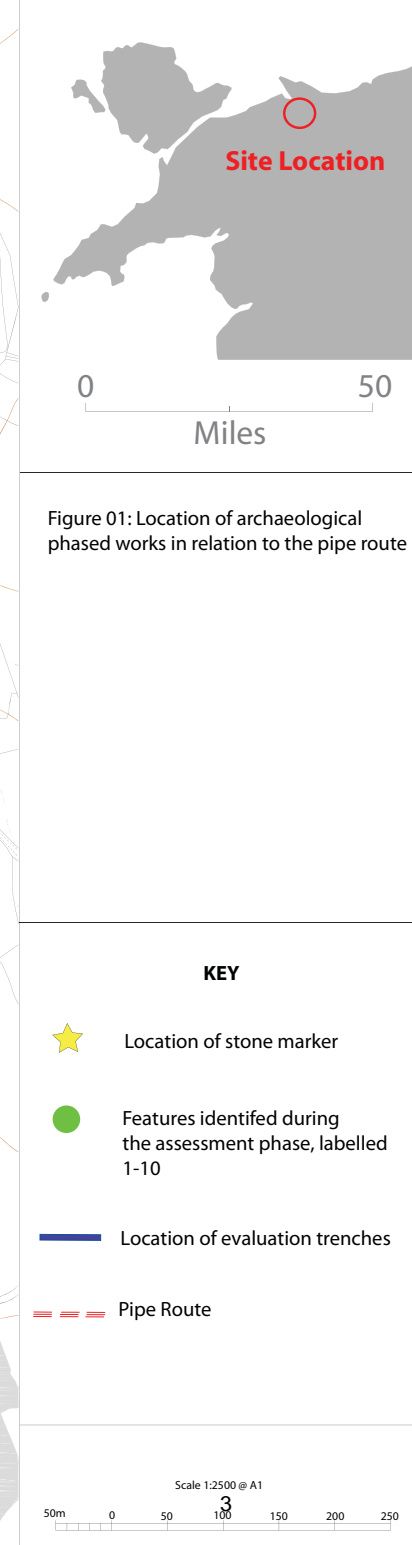 Site Location
0 50
Miles
Figure 01: Location of archaeological
phased works in relation to the pipe route
KEY
Location of stone marker
Features identifed during
the assessment phase, labelled
1-10
Location of evaluation trenches
Pipe Route
Scale 1:2500 @ A1
3
50m 0 50 100 150 200 250